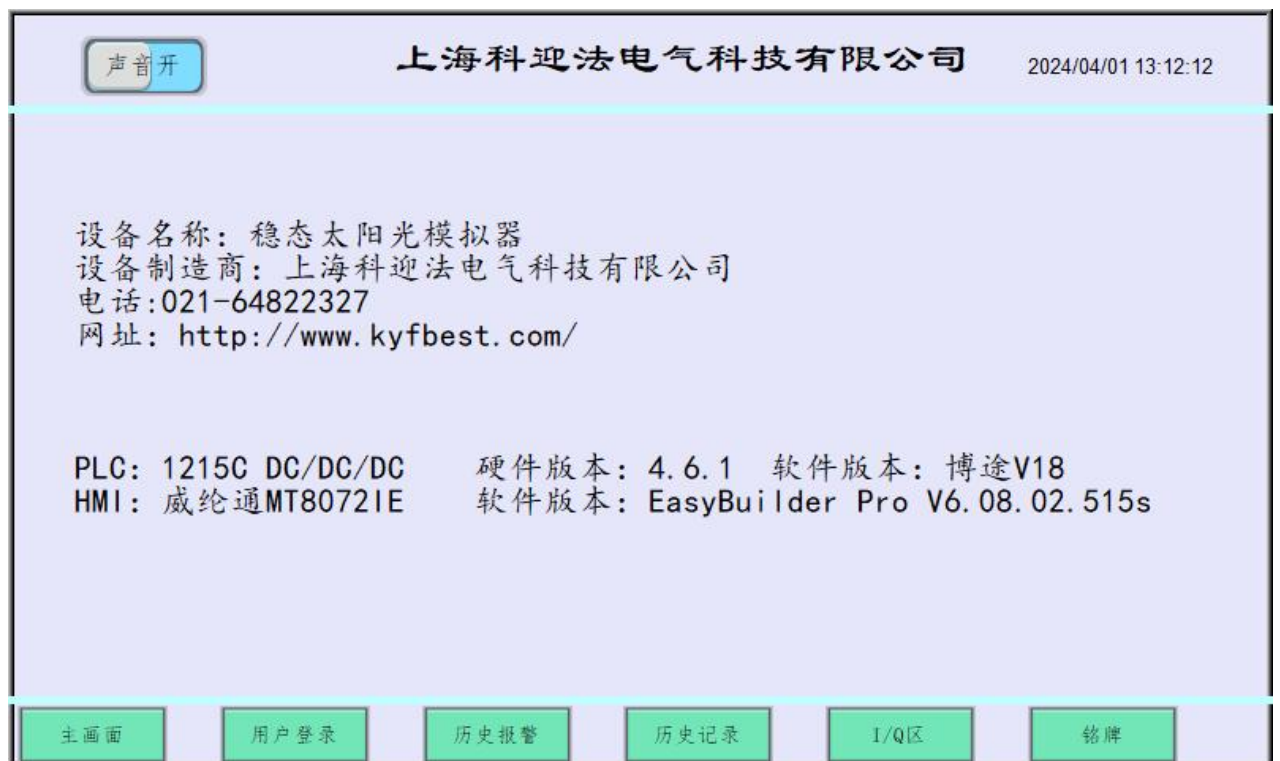 声音开
上海科迎法电气科技有限公司
2024/04/01 13:12:12
设备名称: 稳态太阳光模拟器
设备制造商: 上海科迎法电气科技有限公司
电话:021-64822327
网址: http://www.kyfbest.com/
PLC: 1215C DC/DC/DC 硬件版本: 4.6.1 软件版本: 博途V18
HMI: 威纶通MT8072IE 软件版本: EasyBuilder Pro V6.08.02.515s
主画面
用户登录
历史报警
历史记录
I/Q区
铭牌